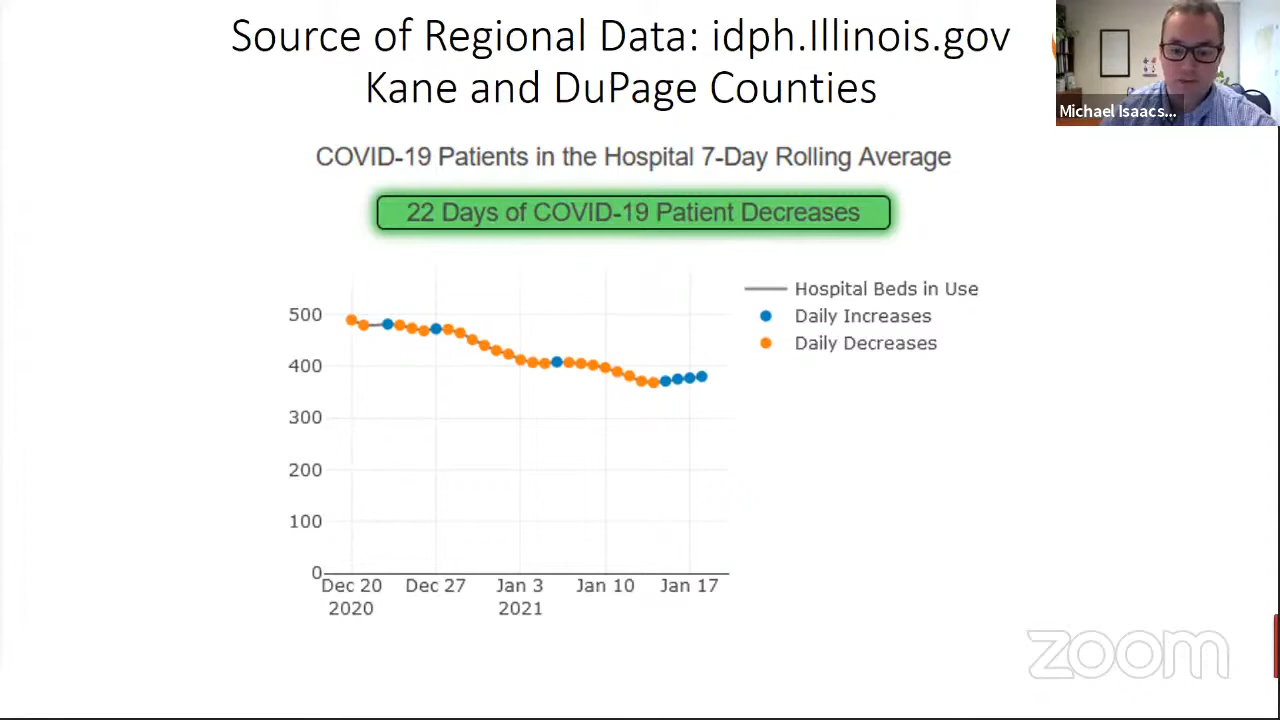 Source of Regional Data: idph.Illinois.gov
Kane and DuPage Counties
Michael Isaacs...
COVID-19 Patients in the Hospital 7-Day Rolling Average
22 Days of COVID-19 Patient Decreases
Hospital Beds in Use
Daily Increases
Daily Decreases
500
400
300
200
100
0
Dec 20 Dec 27 Jan 3 Jan 10 Jan 17
2020 2021
zoom